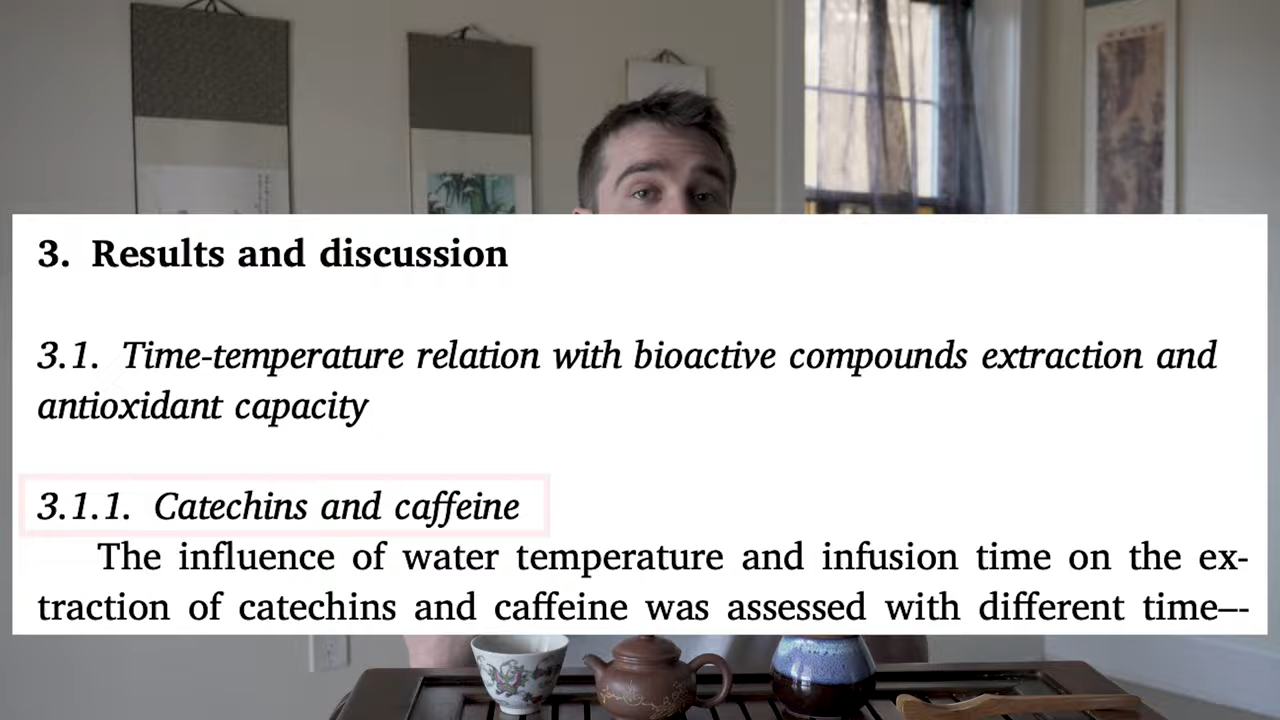 3. Results and discussion
3.1. Time-temperature relation with bioactive compounds extraction and
antioxidant capacity
3.1.1. Catechins and caffeine
The influence of water temperature and infusion time on the ex-
traction of catechins and caffeine was assessed with different time–-